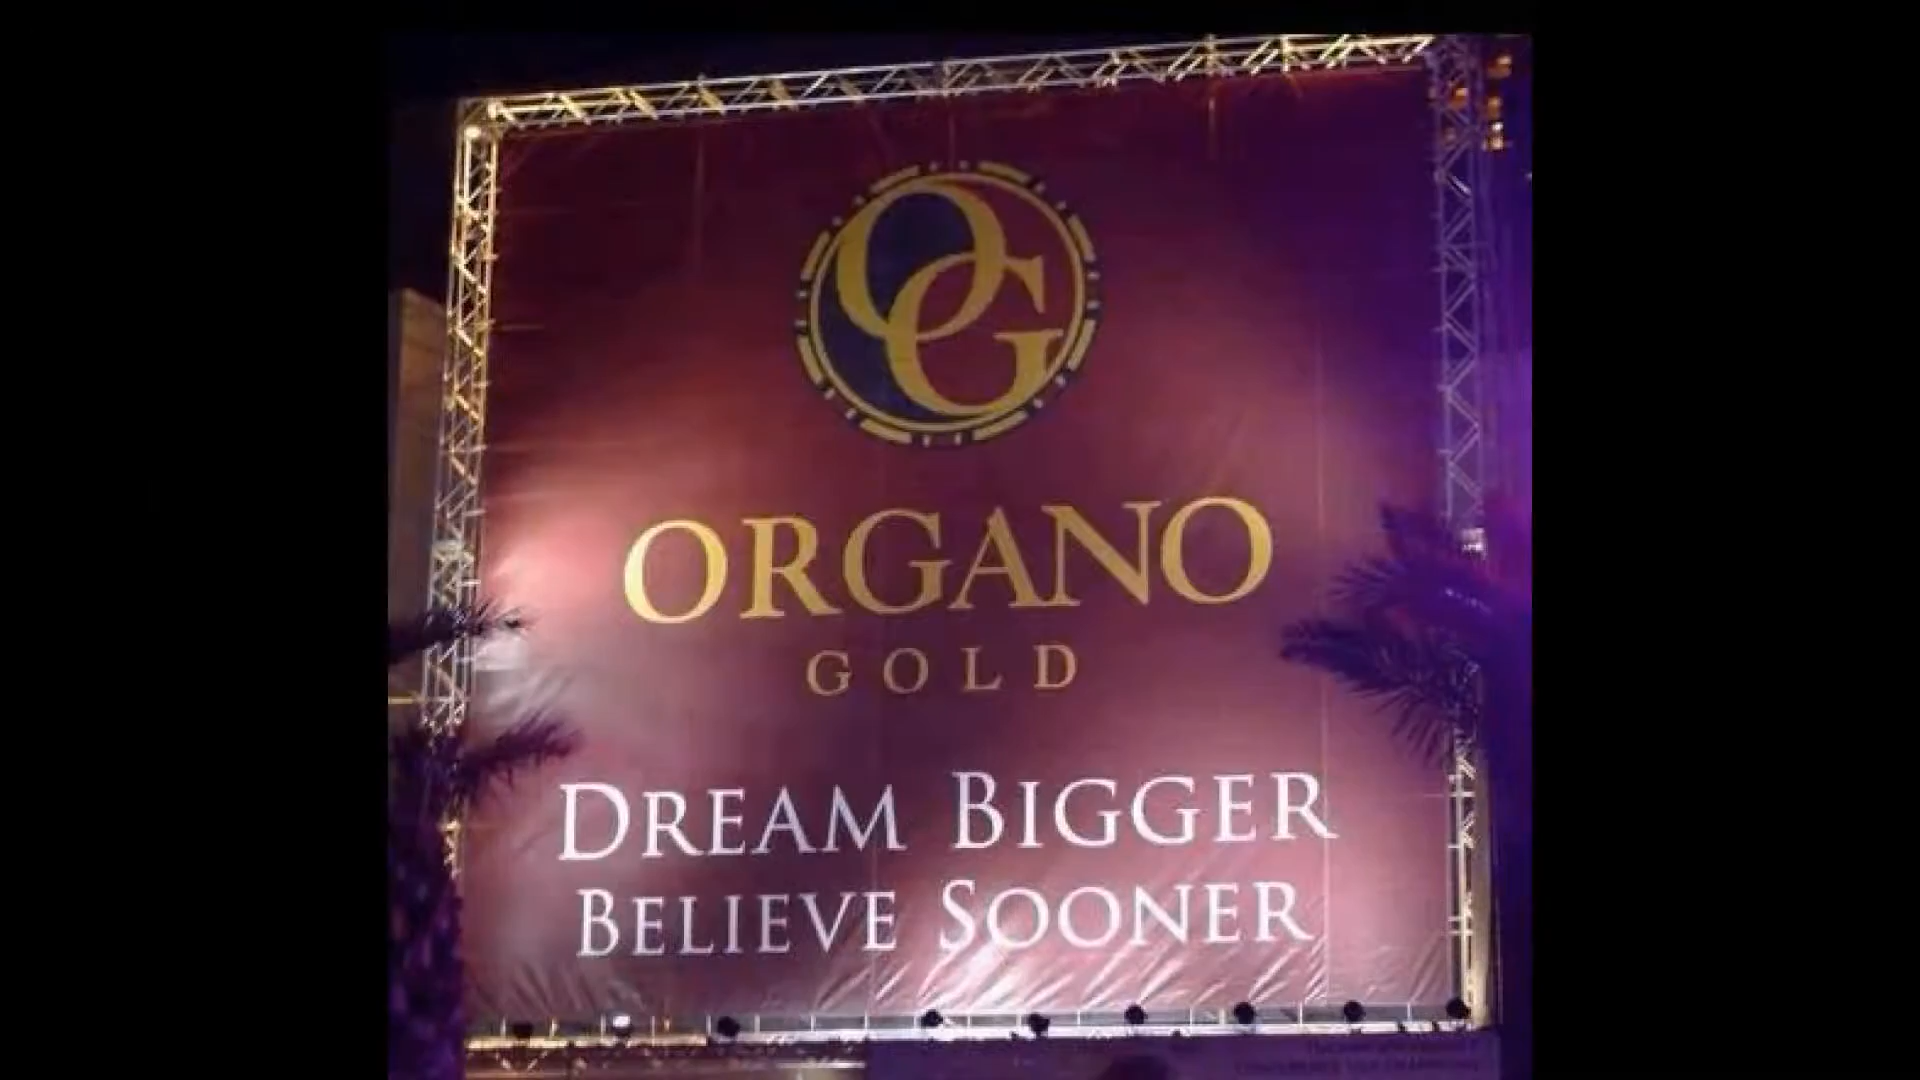 OG
ORGANO
GOLD
DREAM BIGGER
BELIEVE SOONER